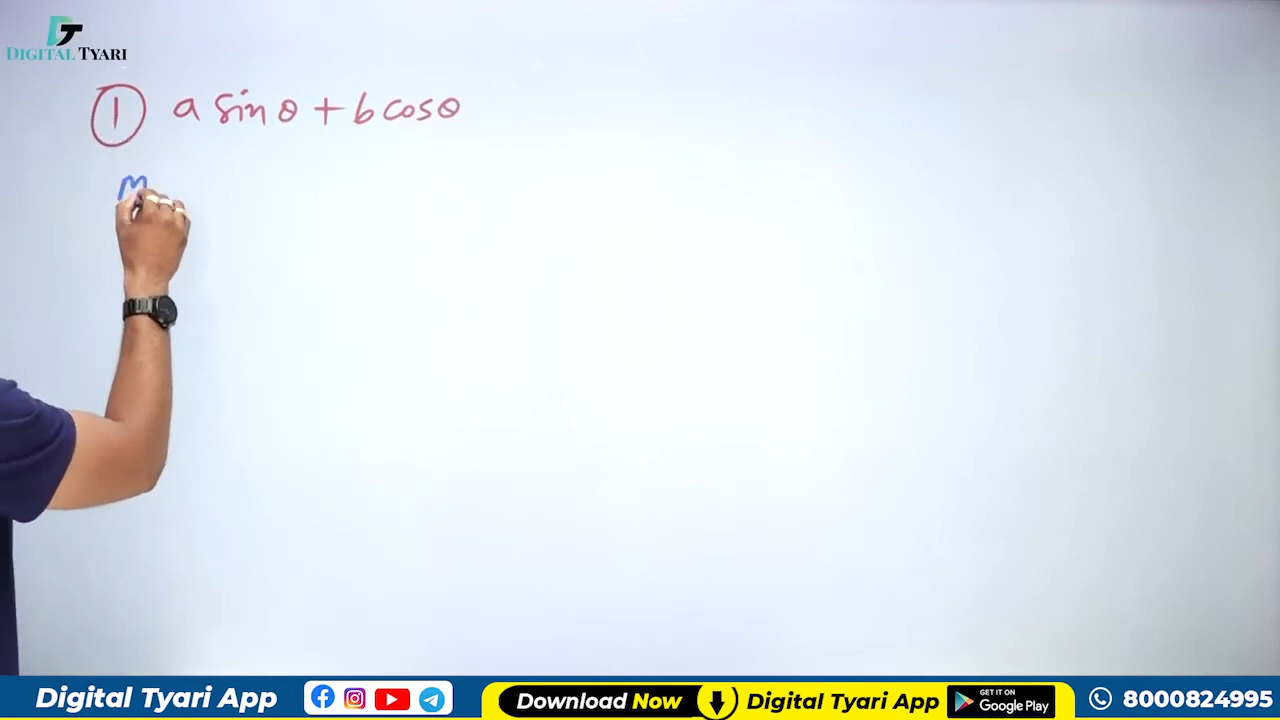 DT
DIGITAL TYARI
① a sinθ + b cosθ
M
Digital Tyari App
Download Now
Digital Tyari App
GET IT ON
Google Play
8000824995